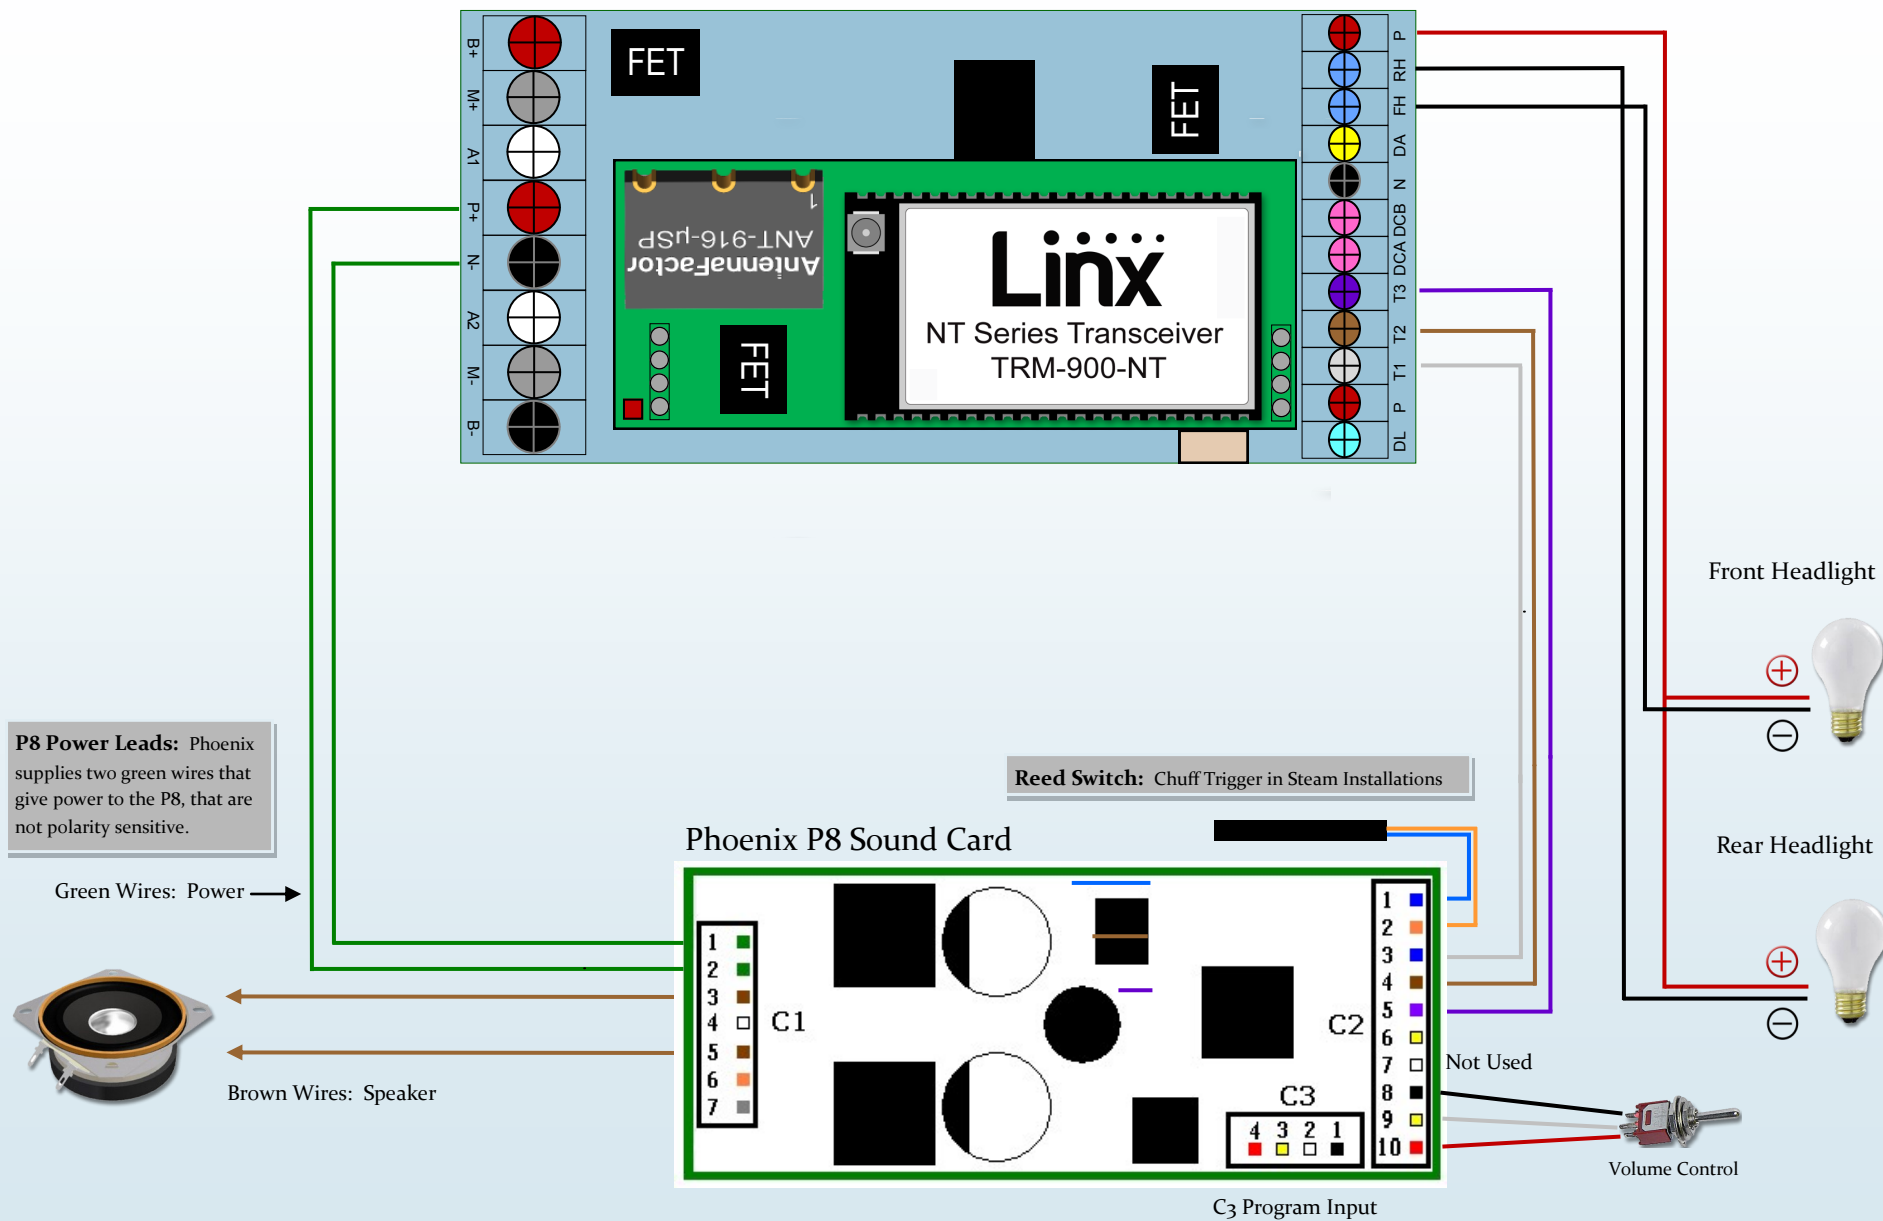 B+
M+
A1
P+
N-
A2
M-
B-
FET
FET
FET
P
RH
FH
DA
N
DCB
DCA
T3
T2
T1
P
DL
1
ANT-916-µSP
AntennaFactor
Linx
NT Series Transceiver
TRM-900-NT
Front Headlight
+
−
Rear Headlight
+
−
P8 Power Leads: Phoenix
supplies two green wires that
give power to the P8, that are
not polarity sensitive.
Green Wires: Power
Brown Wires: Speaker
Reed Switch: Chuff Trigger in Steam Installations
Phoenix P8 Sound Card
1
2
3
4
5
6
7
C1
C2
1
2
3
4
5
6
7
8
9
10
C3
4 3 2 1
Not Used
Volume Control
C3 Program Input